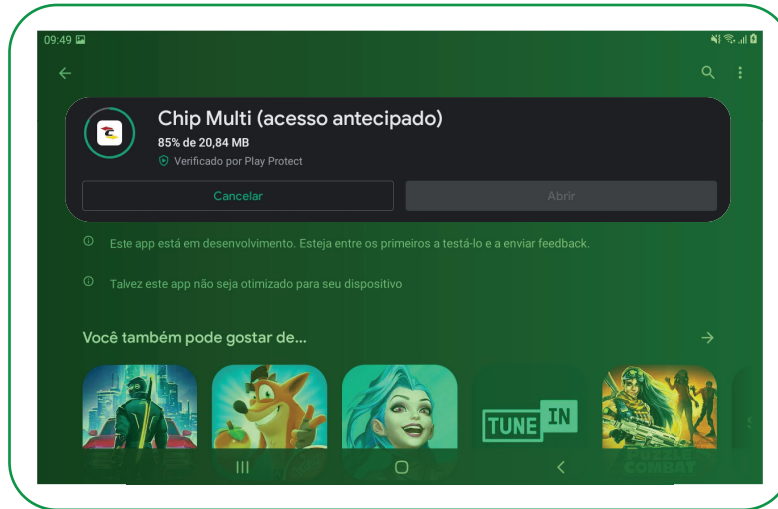 09:49
Chip Multi (acesso antecipado)
85% de 20,84 MB
Verificado por Play Protect
Cancelar
Abrir
Este app está em desenvolvimento. Esteja entre os primeiros a testá-lo e a enviar feedback.
Talvez este app não seja otimizado para seu dispositivo
Você também pode gostar de...
TUNE IN
PUZZLE
COMBAT